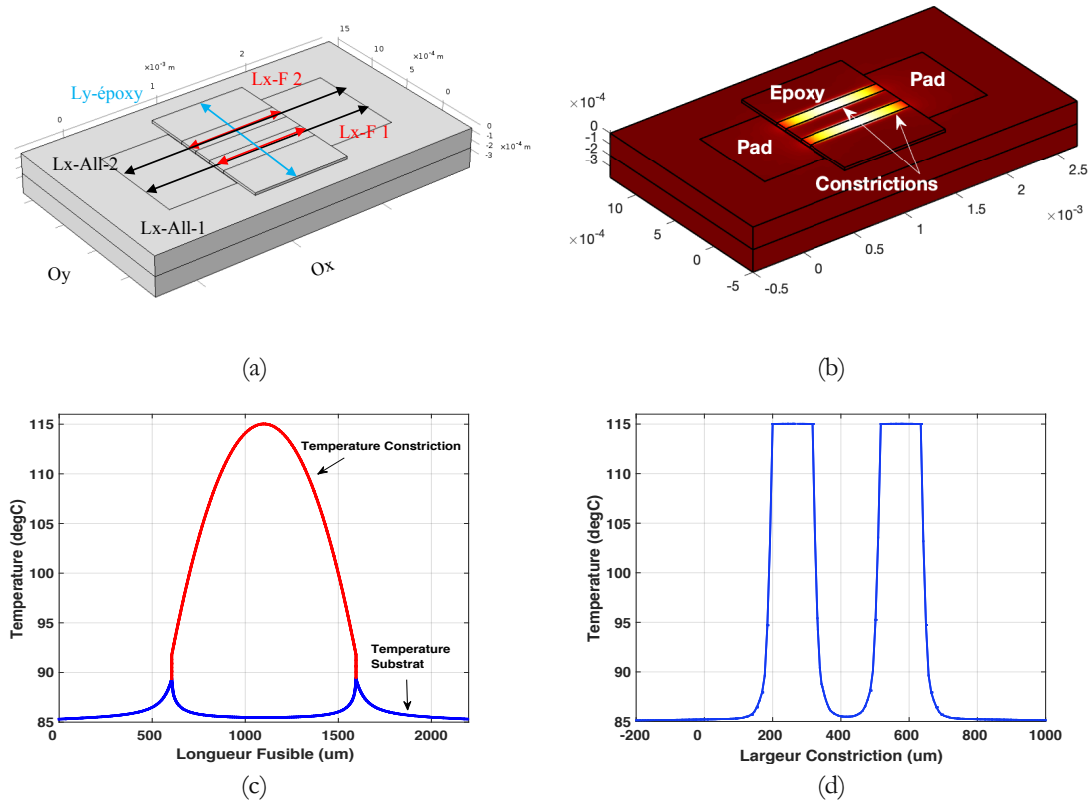 15
×10⁻³ m
2
10
×10⁻⁴ m
Lx-F 2
5
Ly-époxy
1
0
0
Lx-F 1
0
-1
-2
-3
×10⁻⁴ m
Lx-All-2
Lx-All-1
Oy
Ox
(a)
×10⁻⁴
0
-1
-2
-3
Epoxy
Pad
Pad
Constrictions
10
×10⁻⁴
5
0
-5
-0.5
0
0.5
1
1.5
2
2.5
×10⁻³
(b)
115
110
105
100
95
90
85
Temperature (degC)
Temperature Constriction
Temperature
Substrat
0 500 1000 1500 2000
Longueur Fusible (um)
(c)
115
110
105
100
95
90
85
Temperature (degC)
-200 0 200 400 600 800 1000
Largeur Constriction (um)
(d)